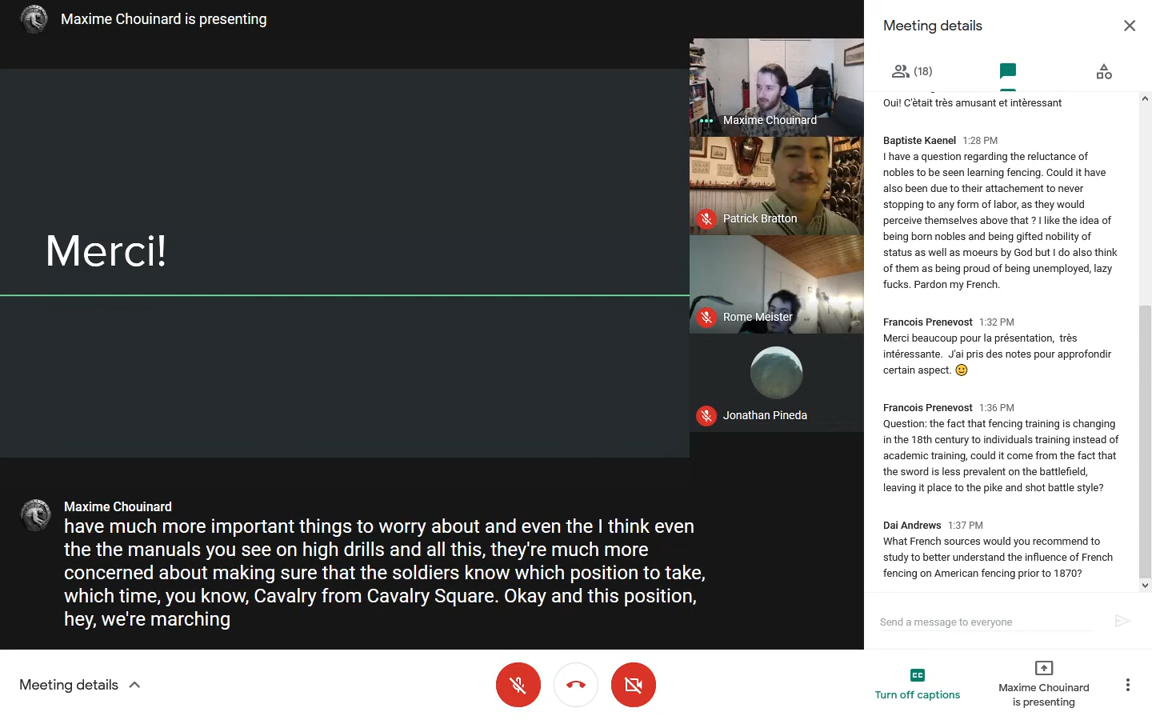 Maxime Chouinard is presenting
Merci!
Maxime Chouinard
Patrick Bratton
Rome Meister
Jonathan Pineda
Maxime Chouinard
have much more important things to worry about and even the I think even
the the manuals you see on high drills and all this, they're much more
concerned about making sure that the soldiers know which position to take,
which time, you know, Cavalry from Cavalry Square. Okay and this position,
hey, we're marching
Meeting details
(18)
Oui! C'ètait très amusant et intèressant
Baptiste Kaenel 1:28 PM
I have a question regarding the reluctance of
nobles to be seen learning fencing. Could it have
also been due to their attachement to never
stopping to any form of labor, as they would
perceive themselves above that ? I like the idea of
being born nobles and being gifted nobility of
status as well as moeurs by God but I do also think
of them as being proud of being unemployed, lazy
fucks. Pardon my French.
Francois Prenevost 1:32 PM
Merci beaucoup pour la présentation, très
intéressante. J'ai pris des notes pour approfondir
certain aspect. 🙂
Francois Prenevost 1:36 PM
Question: the fact that fencing training is changing
in the 18th century to individuals training instead of
academic training, could it come from the fact that
the sword is less prevalent on the battlefield,
leaving it place to the pike and shot battle style?
Dai Andrews 1:37 PM
What French sources would you recommend to
study to better understand the influence of French
fencing on American fencing prior to 1870?
Send a message to everyone
Meeting details
CC
Turn off captions
Maxime Chouinard
is presenting